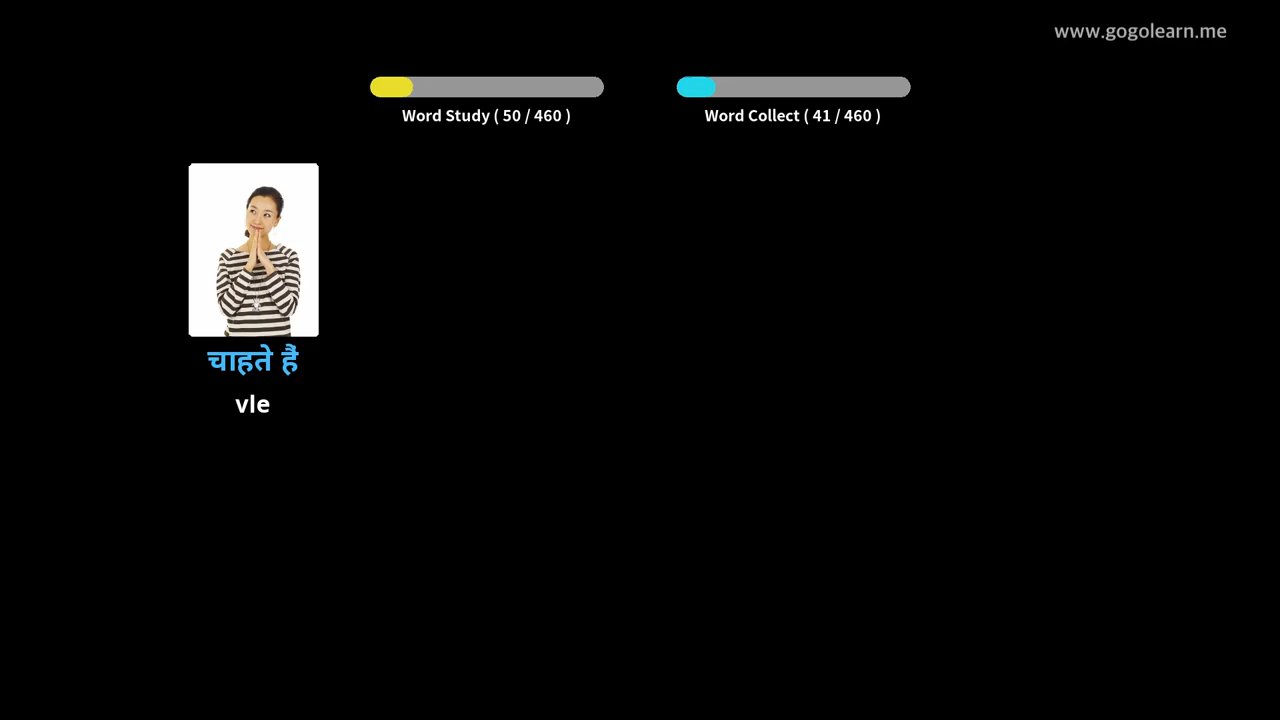 www.gogolearn.me
Word Study ( 50 / 460 )
Word Collect ( 41 / 460 )
चाहते हैं
vle